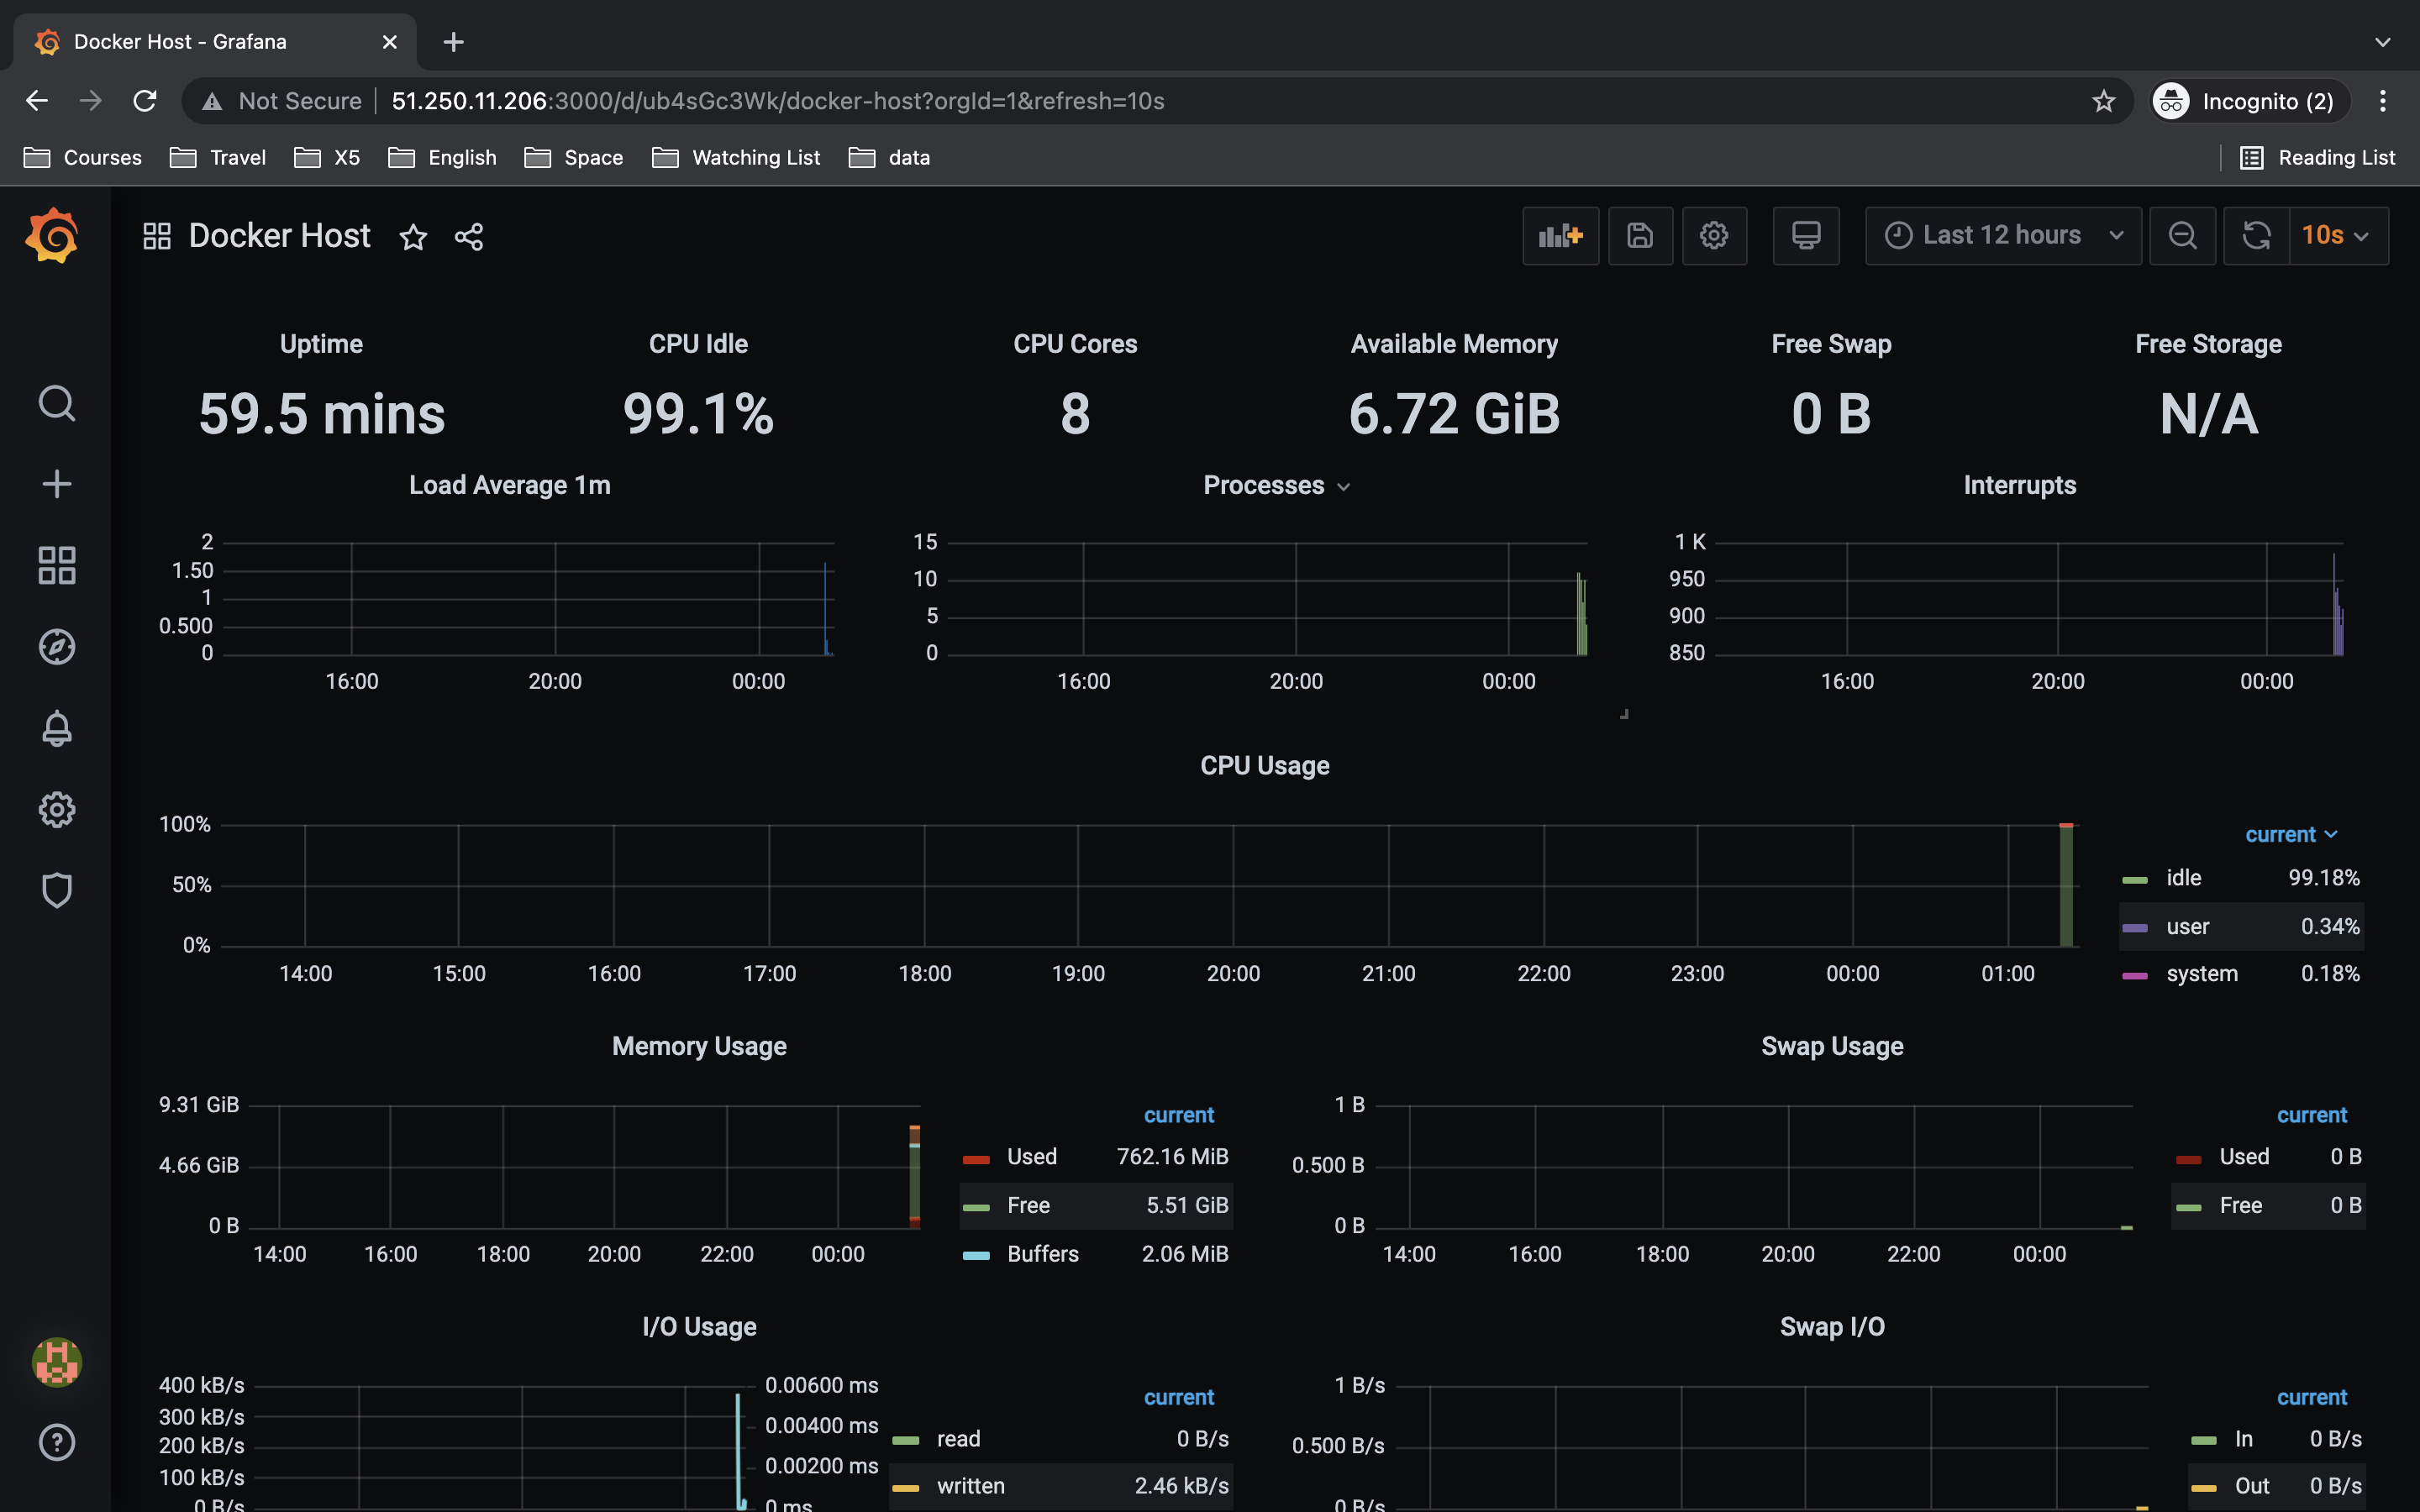 Docker Host - Grafana
Not Secure 51.250.11.206:3000/d/ub4sGc3Wk/docker-host?orgId=1&refresh=10s Incognito (2)
Courses Travel X5 English Space Watching List data Reading List
Docker Host Last 12 hours 10s
Uptime CPU Idle CPU Cores Available Memory Free Swap Free Storage
59.5 mins 99.1% 8 6.72 GiB 0 B N/A
Load Average 1m Processes Interrupts
2 15 1 K
1.50 10 950
1
0.500 5 900
0 0 850
16:00 20:00 00:00 16:00 20:00 00:00 16:00 20:00 00:00
CPU Usage
100%
current
idle 99.18%
50%
user 0.34%
0%
system 0.18%
14:00 15:00 16:00 17:00 18:00 19:00 20:00 21:00 22:00 23:00 00:00 01:00
Memory Usage Swap Usage
9.31 GiB current 1 B current
4.66 GiB Used 762.16 MiB 0.500 B Used 0 B
Free 5.51 GiB Free 0 B
0 B 0 B
14:00 16:00 18:00 20:00 22:00 00:00 Buffers 2.06 MiB 14:00 16:00 18:00 20:00 22:00 00:00
I/O Usage Swap I/O
400 kB/s 0.00600 ms current 1 B/s current
300 kB/s 0.00400 ms read 0 B/s In 0 B/s
200 kB/s 0.00200 ms 0.500 B/s
100 kB/s written 2.46 kB/s Out 0 B/s
0 B/s 0 ms 0 B/s